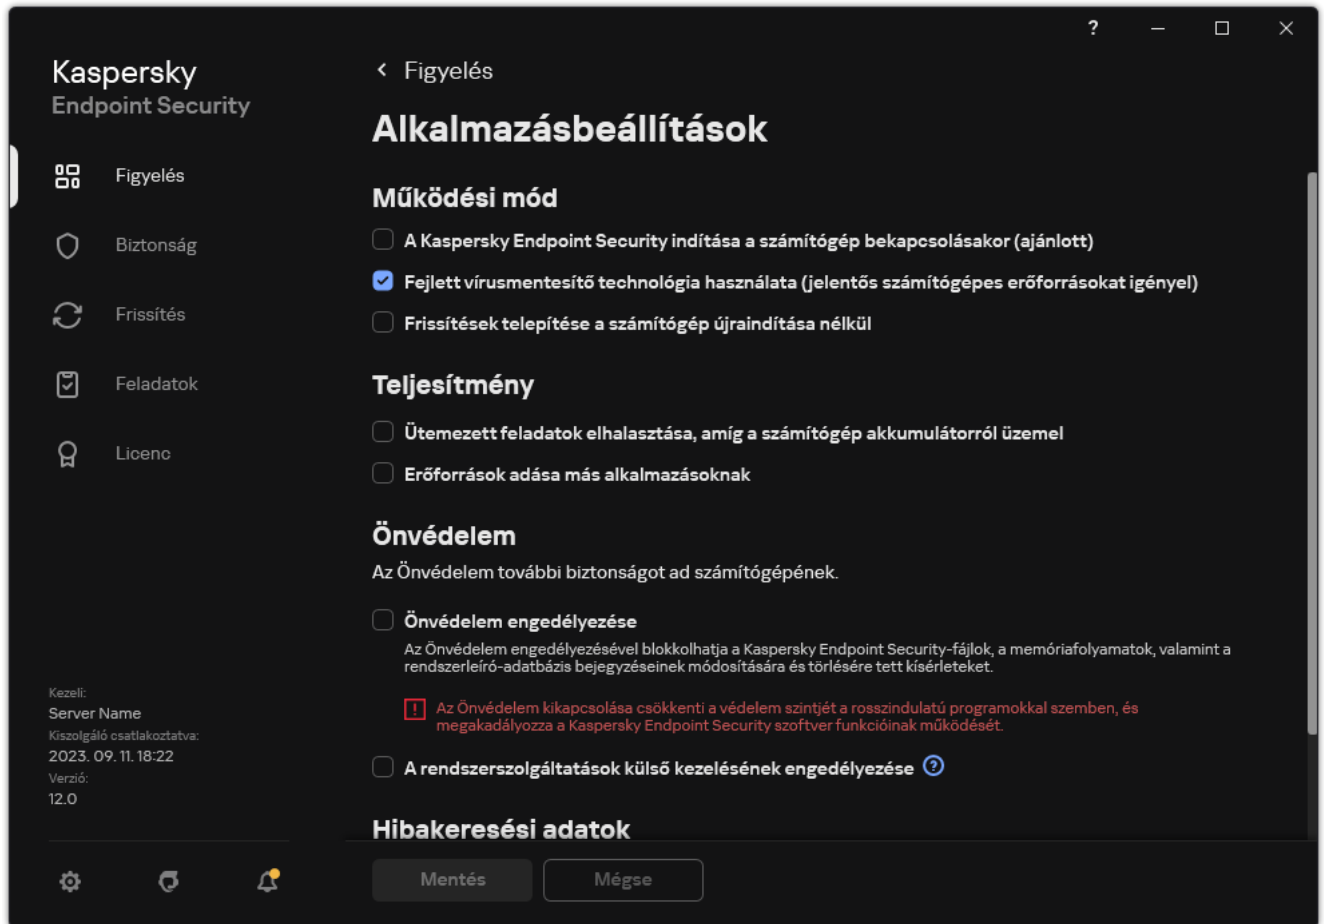 ?
Kaspersky
Endpoint Security
Figyelés
Biztonság
Frissítés
Feladatok
Licenc
Kezeli:
Server Name
Kiszolgáló csatlakoztatva:
2023. 09. 11. 18:22
Verzió:
12.0
Figyelés
Alkalmazásbeállítások
Működési mód
A Kaspersky Endpoint Security indítása a számítógép bekapcsolásakor (ajánlott)
Fejlett vírusmentesítő technológia használata (jelentős számítógépes erőforrásokat igényel)
Frissítések telepítése a számítógép újraindítása nélkül
Teljesítmény
Ütemezett feladatok elhalasztása, amíg a számítógép akkumulátorról üzemel
Erőforrások adása más alkalmazásoknak
Önvédelem
Az Önvédelem további biztonságot ad számítógépének.
Önvédelem engedélyezése
Az Önvédelem engedélyezésével blokkolhatja a Kaspersky Endpoint Security-fájlok, a memóriafolyamatok, valamint a
rendszerleíró-adatbázis bejegyzéseinek módosítására és törlésére tett kísérleteket.
Az Önvédelem kikapcsolása csökkenti a védelem szintjét a rosszindulatú programokkal szemben, és
megakadályozza a Kaspersky Endpoint Security szoftver funkcióinak működését.
A rendszerszolgáltatások külső kezelésének engedélyezése ?
Hibakeresési adatok
Mentés
Mégse